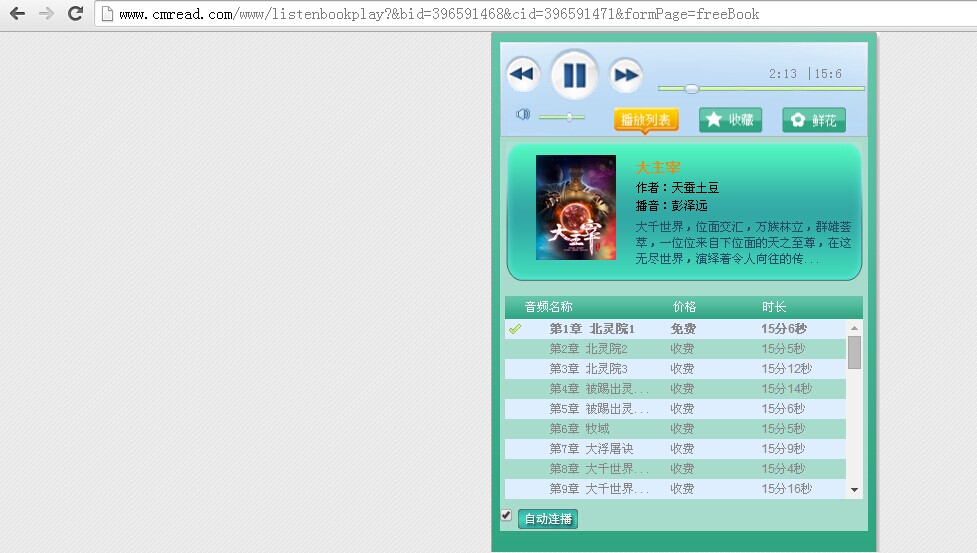 www.cmread.com/www/listenbookplay?&bid=396591468&cid=396591471&formPage=freeBook
2:13 |15:6
播放列表 收藏 鲜花
大主宰
大主宰
作者：天蚕土豆
播音：彭泽远
大千世界，位面交汇，万族林立，群雄荟
萃，一位位来自下位面的天之至尊，在这
无尽世界，演绎着令人向往的传...
音频名称 价格 时长
第1章 北灵院1 免费 15分6秒
第2章 北灵院2 收费 15分5秒
第3章 北灵院3 收费 15分12秒
第4章 被踢出灵... 收费 15分14秒
第5章 被踢出灵... 收费 15分6秒
第6章 牧域 收费 15分5秒
第7章 大浮屠诀 收费 15分9秒
第8章 大千世界... 收费 15分4秒
第9章 大千世界... 收费 15分16秒
自动连播